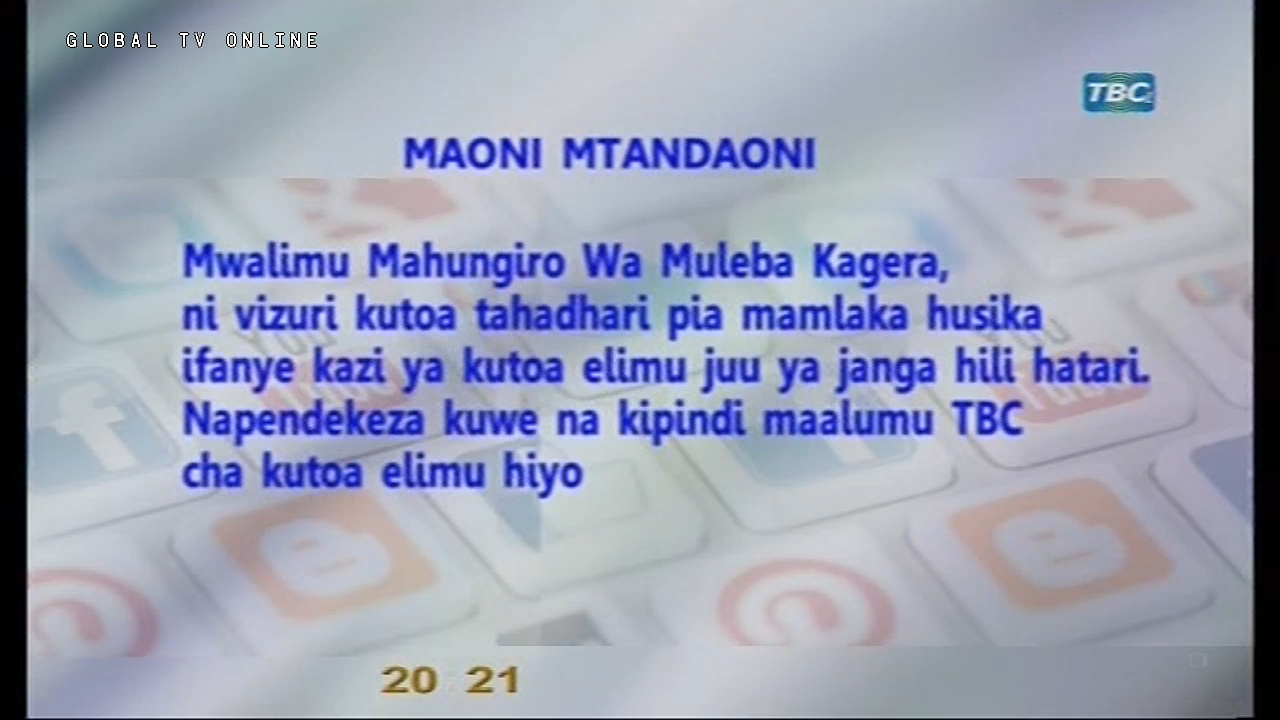 GLOBAL TV ONLINE
TBC
MAONI MTANDAONI
Mwalimu Mahungiro Wa Muleba Kagera,
ni vizuri kutoa tahadhari pia mamlaka husika
ifanye kazi ya kutoa elimu juu ya janga hili hatari.
Napendekeza kuwe na kipindi maalumu TBC
cha kutoa elimu hiyo
20 21